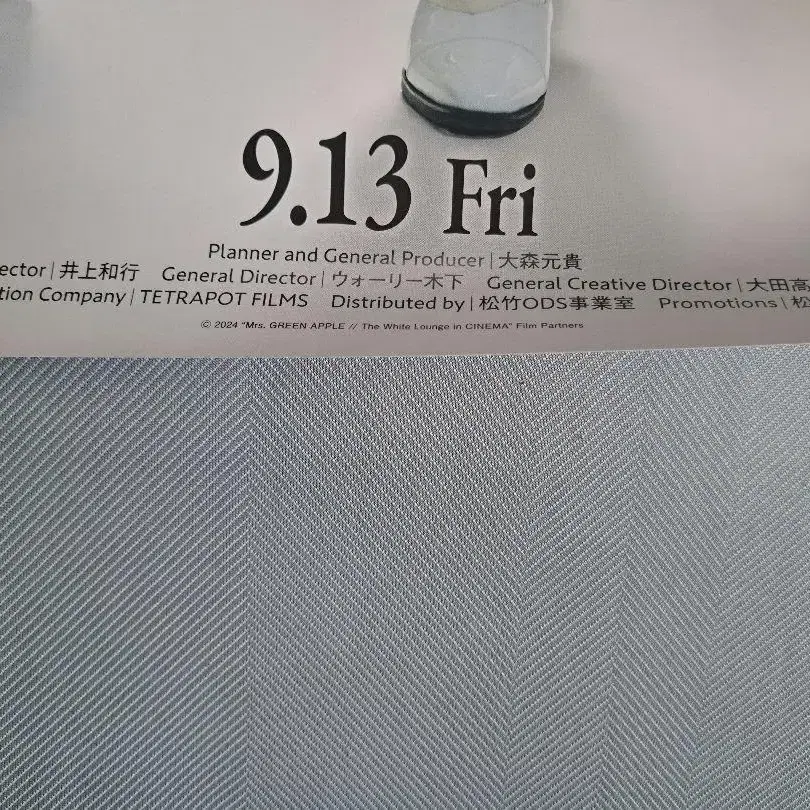 9.13 Fri
Planner and General Producer | 大森元貴
ector | 井上和行 General Director | ウォーリー木下 General Creative Director | 大田高
tion Company | TETRAPOT FILMS Distributed by | 松竹ODS事業室 Promotions | 松
© 2024 "Mrs. GREEN APPLE // The White Lounge in CINEMA" Film Partners